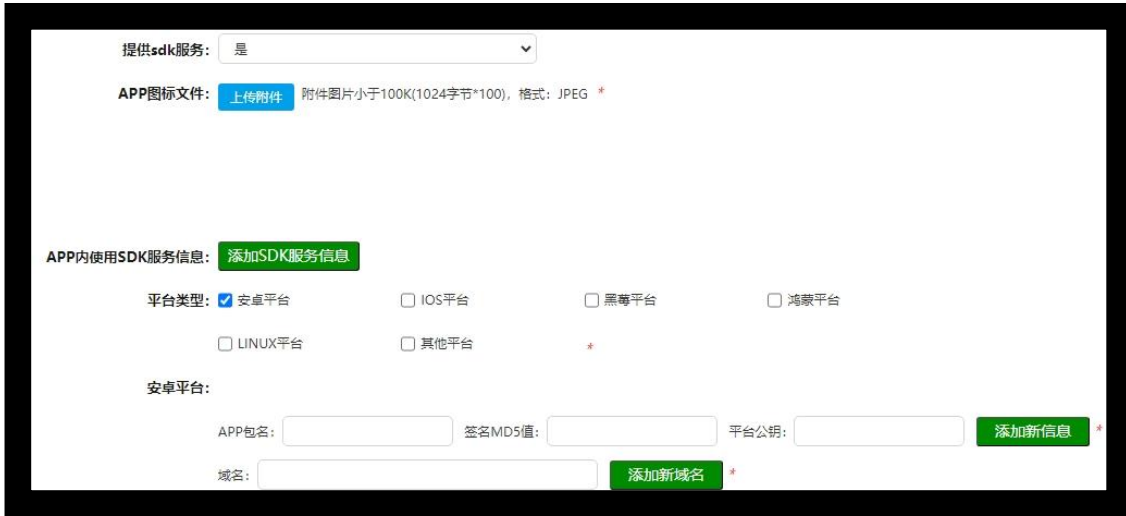 提供sdk服务: 是
APP图标文件: 上传附件 附件图片小于100K(1024字节*100), 格式: JPEG *
APP内使用SDK服务信息: 添加SDK服务信息
平台类型: 安卓平台 IOS平台 黑莓平台 鸿蒙平台
LINUX平台 其他平台 *
安卓平台:
APP包名: 签名MD5值: 平台公钥: 添加新信息 *
域名: 添加新域名 *